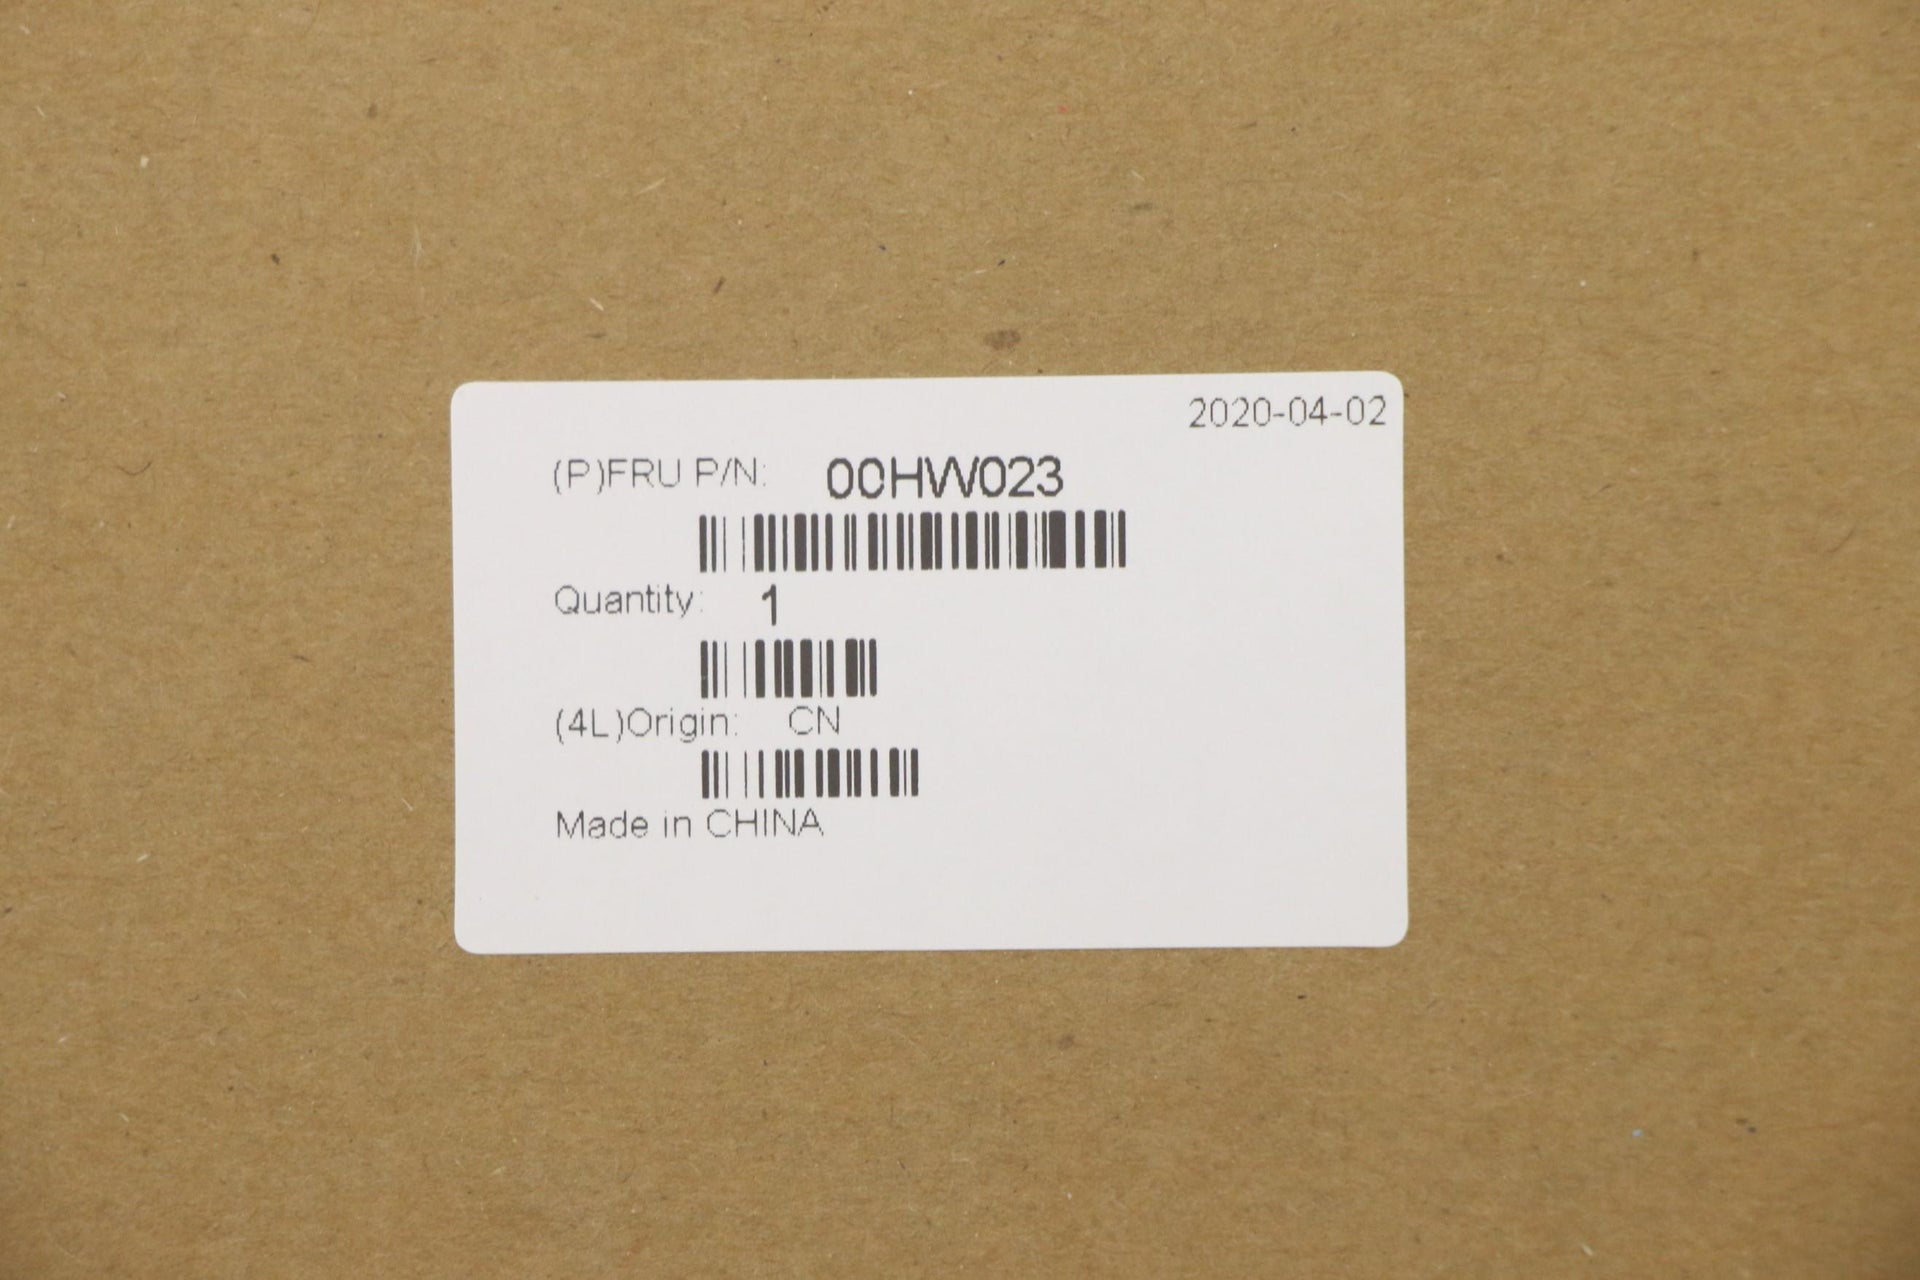 2020-04-02
(P)FRU P/N: 00HW023
Quantity: 1
(4L)Origin: CN
Made in CHINA